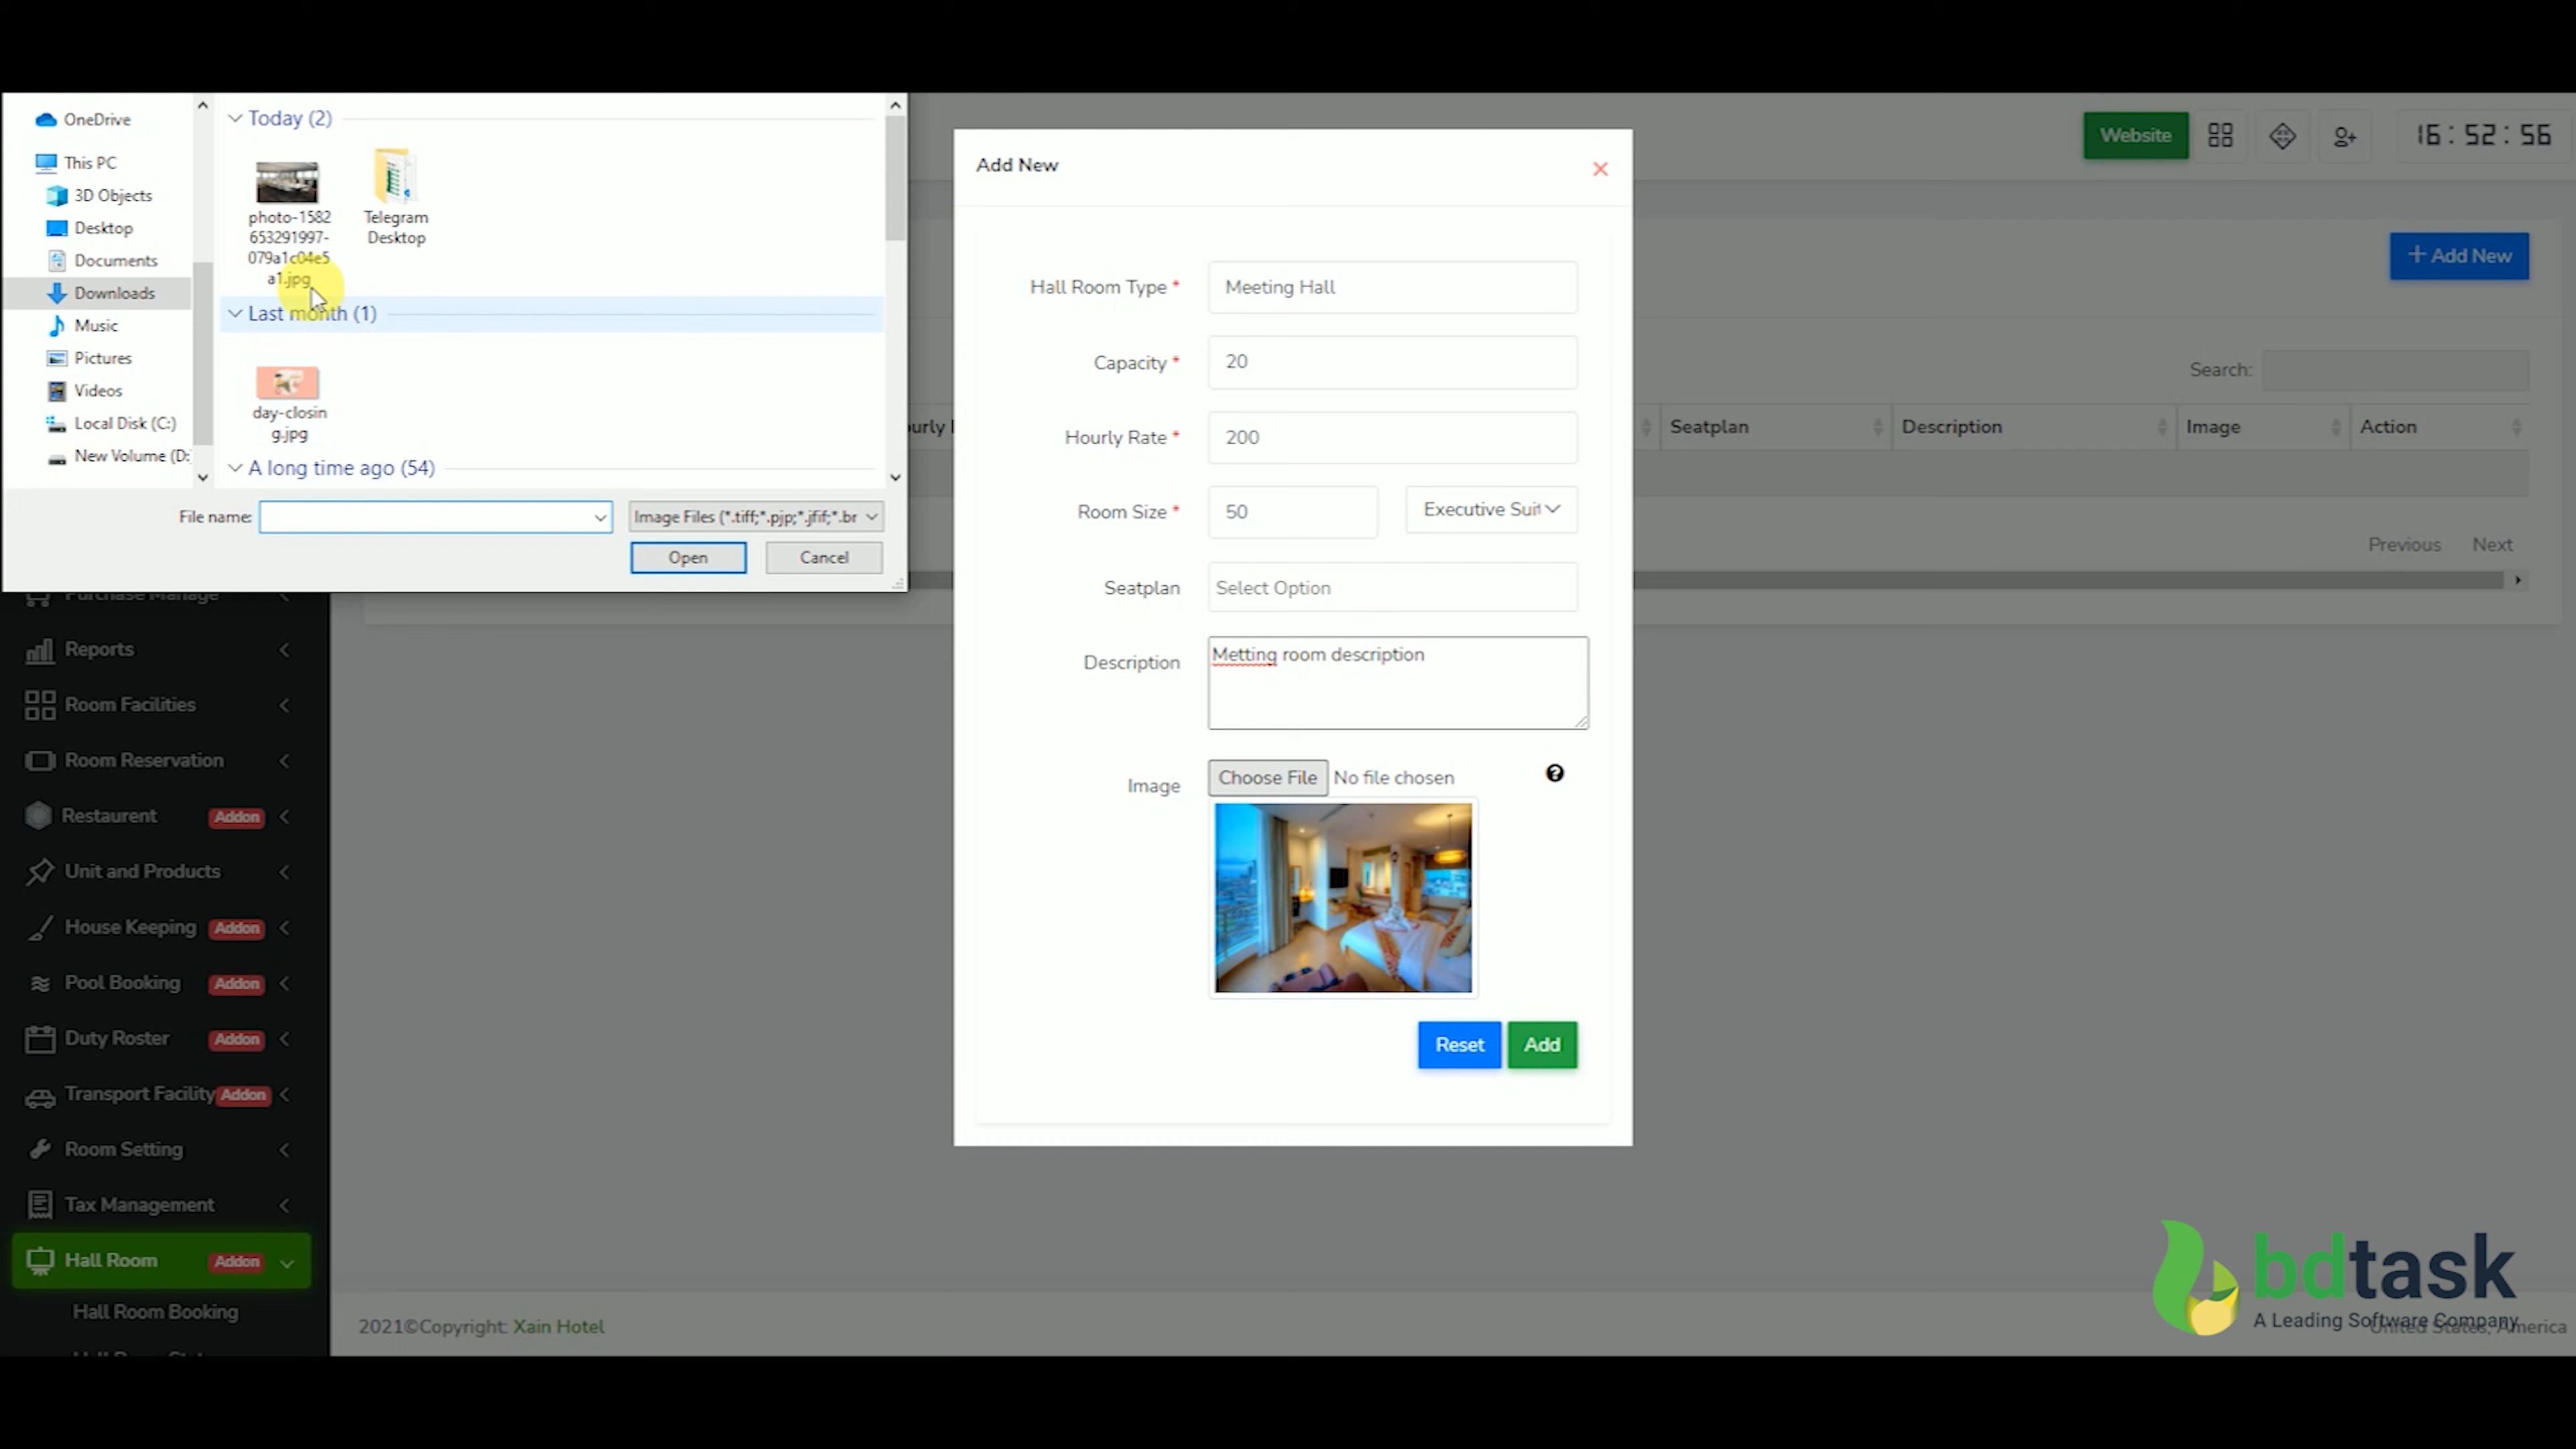 OneDrive
This PC
3D Objects
Desktop
Documents
Downloads
Music
Pictures
Videos
Local Disk (C:)
New Volume (D:
Today (2)
photo-1582
653291997-
079a1c04e5
a1.jpg
Telegram
Desktop
Last month (1)
day-closin
g.jpg
A long time ago (54)
File name:
Image Files (*.tiff;*.pjp;*.jfif;*.br
Open
Cancel
Purchase Manage
Reports
Room Facilities
Room Reservation
Restaurent Addon
Unit and Products
House Keeping Addon
Pool Booking Addon
Duty Roster Addon
Transport Facility Addon
Room Setting
Tax Management
Hall Room Addon
Hall Room Booking
Add New
Hall Room Type * Meeting Hall
Capacity * 20
Hourly Rate * 200
Room Size * 50 Executive Suit
Seatplan Select Option
Description Metting room description
Image Choose File No file chosen
Reset Add
Website
16:52:56
+ Add New
Search:
Seatplan Description Image Action
Previous Next
2021©Copyright: Xain Hotel
bdtask
A Leading Software Company
United States, America